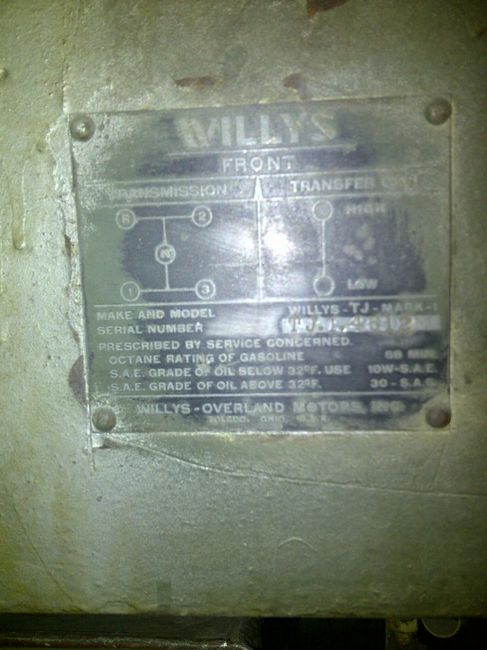 WILLYS
FRONT
TRANSMISSION TRANSFER
R 2 HIGH
N
1 3 LOW
MAKE AND MODEL WILLYS-TJ-MARK-I
SERIAL NUMBER
PRESCRIBED BY SERVICE CONCERNED.
OCTANE RATING OF GASOLINE 68 MIN.
S.A.E. GRADE OF OIL BELOW 32°F. USE 10W-S.A.E.
S.A.E. GRADE OF OIL ABOVE 32°F. 30-S.A.E.
WILLYS-OVERLAND MOTORS, INC.
TOLEDO, OHIO, U.S.A.